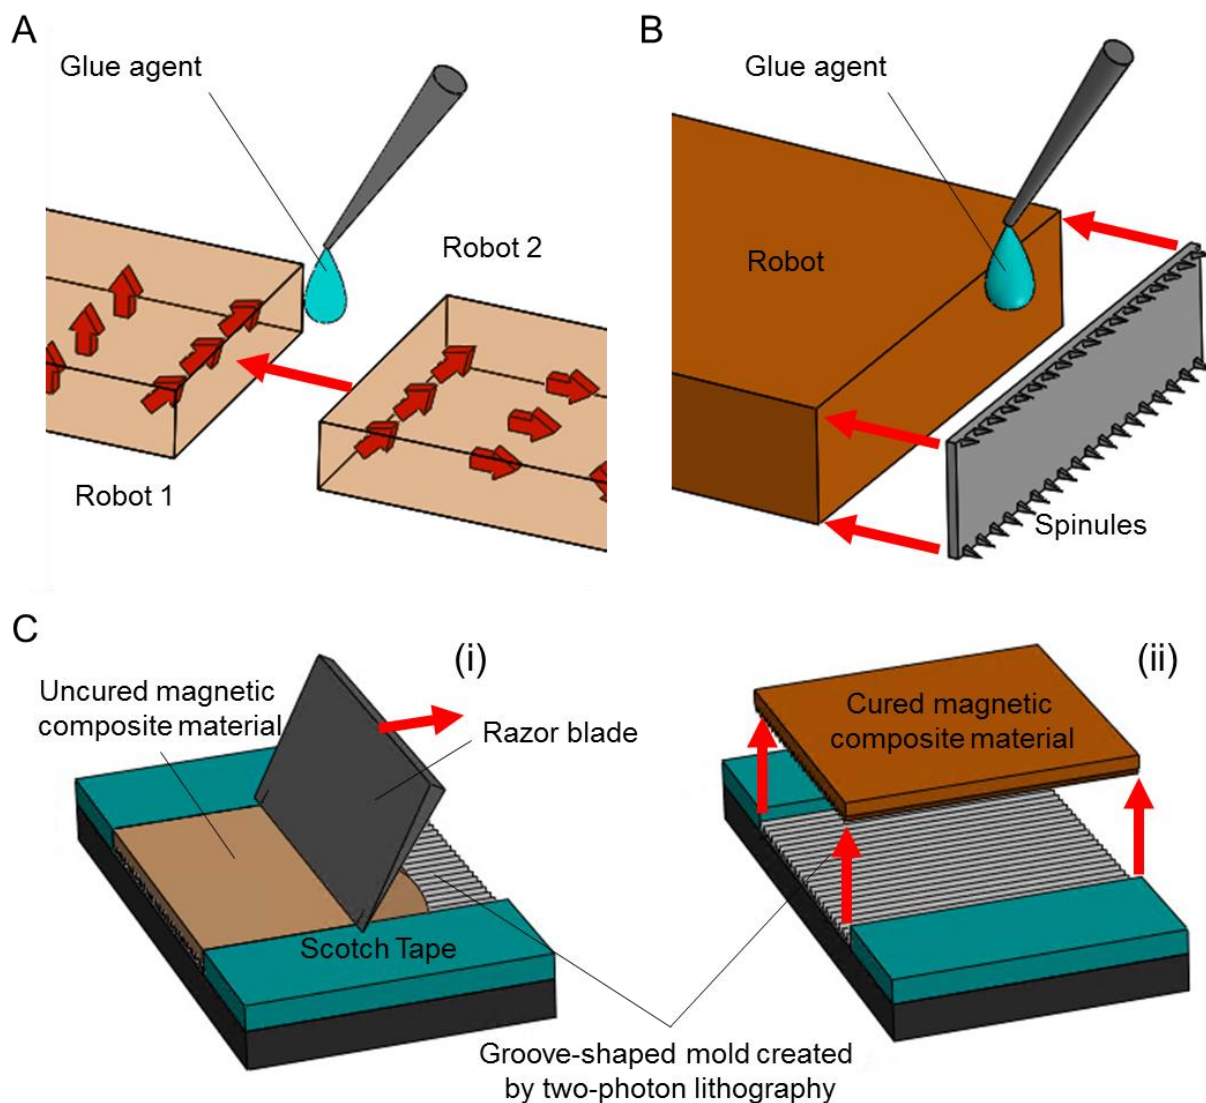 A
Glue agent
Robot 2
Robot 1
B
Glue agent
Robot
Spinules
C
(i)
Uncured magnetic
composite material
Razor blade
Scotch Tape
(ii)
Cured magnetic
composite material
Groove-shaped mold created
by two-photon lithography